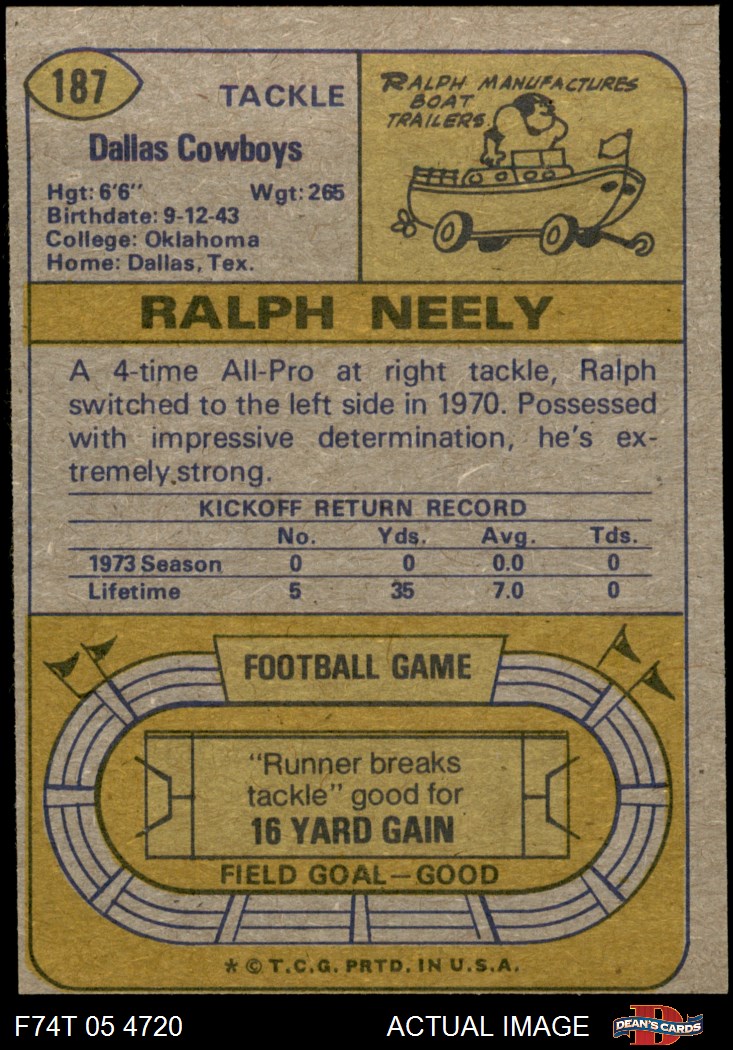 187
TACKLE
Dallas Cowboys
Hgt: 6'6" Wgt: 265
Birthdate: 9-12-43
College: Oklahoma
Home: Dallas, Tex.
RALPH MANUFACTURES
BOAT
TRAILERS.
RALPH NEELY
A 4-time All-Pro at right tackle, Ralph
switched to the left side in 1970. Possessed
with impressive determination, he's ex-
tremely strong.
KICKOFF RETURN RECORD
No. Yds. Avg. Tds.
1973 Season 0 0 0.0 0
Lifetime 5 35 7.0 0
FOOTBALL GAME
"Runner breaks
tackle" good for
16 YARD GAIN
FIELD GOAL—GOOD
* © T.C.G. PRTD. IN U.S.A.
F74T 05 4720 ACTUAL IMAGE
D
DEAN'S CARDS